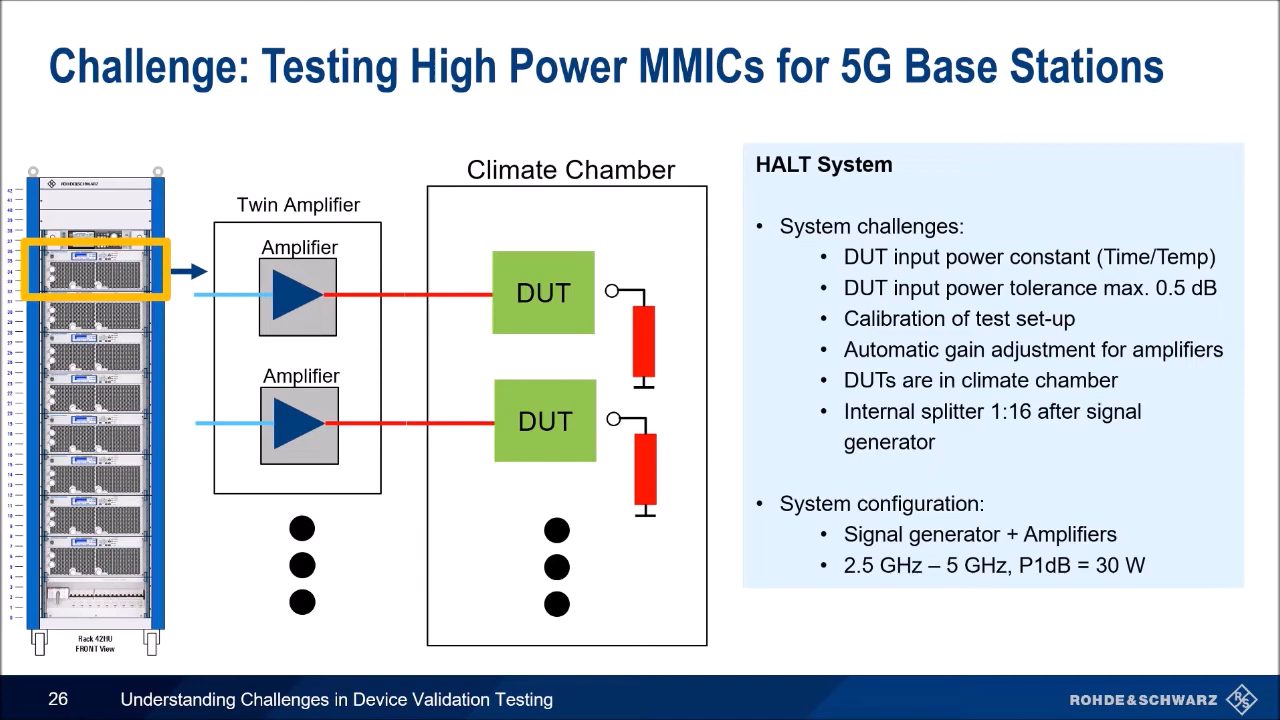 Challenge: Testing High Power MMICs for 5G Base Stations
ROHDE&SCHWARZ
Rack 42HU
FRONT View
Twin Amplifier
Amplifier
Amplifier
Climate Chamber
DUT
DUT
HALT System
• System challenges:
• DUT input power constant (Time/Temp)
• DUT input power tolerance max. 0.5 dB
• Calibration of test set-up
• Automatic gain adjustment for amplifiers
• DUTs are in climate chamber
• Internal splitter 1:16 after signal
generator
• System configuration:
• Signal generator + Amplifiers
• 2.5 GHz – 5 GHz, P1dB = 30 W
26 Understanding Challenges in Device Validation Testing
ROHDE&SCHWARZ